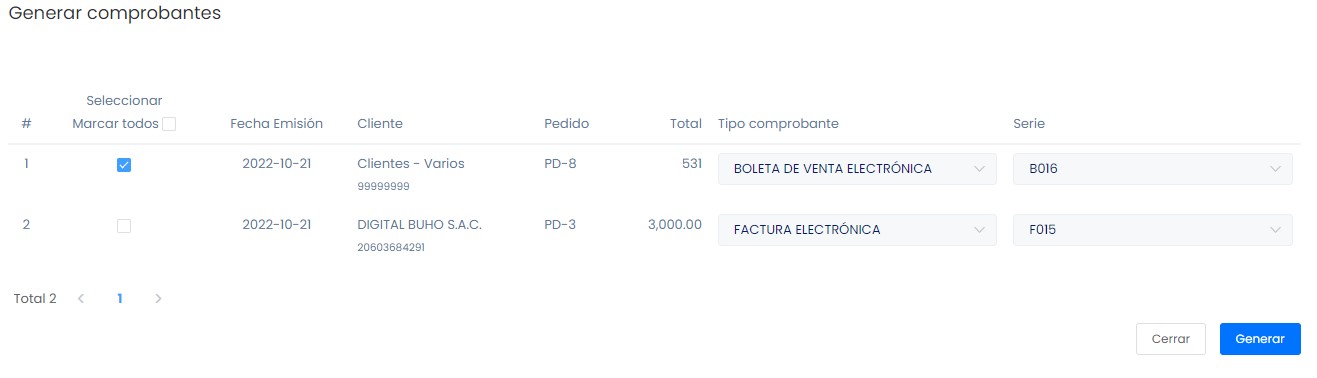 Generar comprobantes
Seleccionar
# Marcar todos Fecha Emisión Cliente Pedido Total Tipo comprobante Serie
1 2022-10-21 Clientes - Varios PD-8 531 BOLETA DE VENTA ELECTRÓNICA B016
99999999
2 2022-10-21 DIGITAL BUHO S.A.C. PD-3 3,000.00 FACTURA ELECTRÓNICA F015
20603684291
Total 2 1
Cerrar Generar